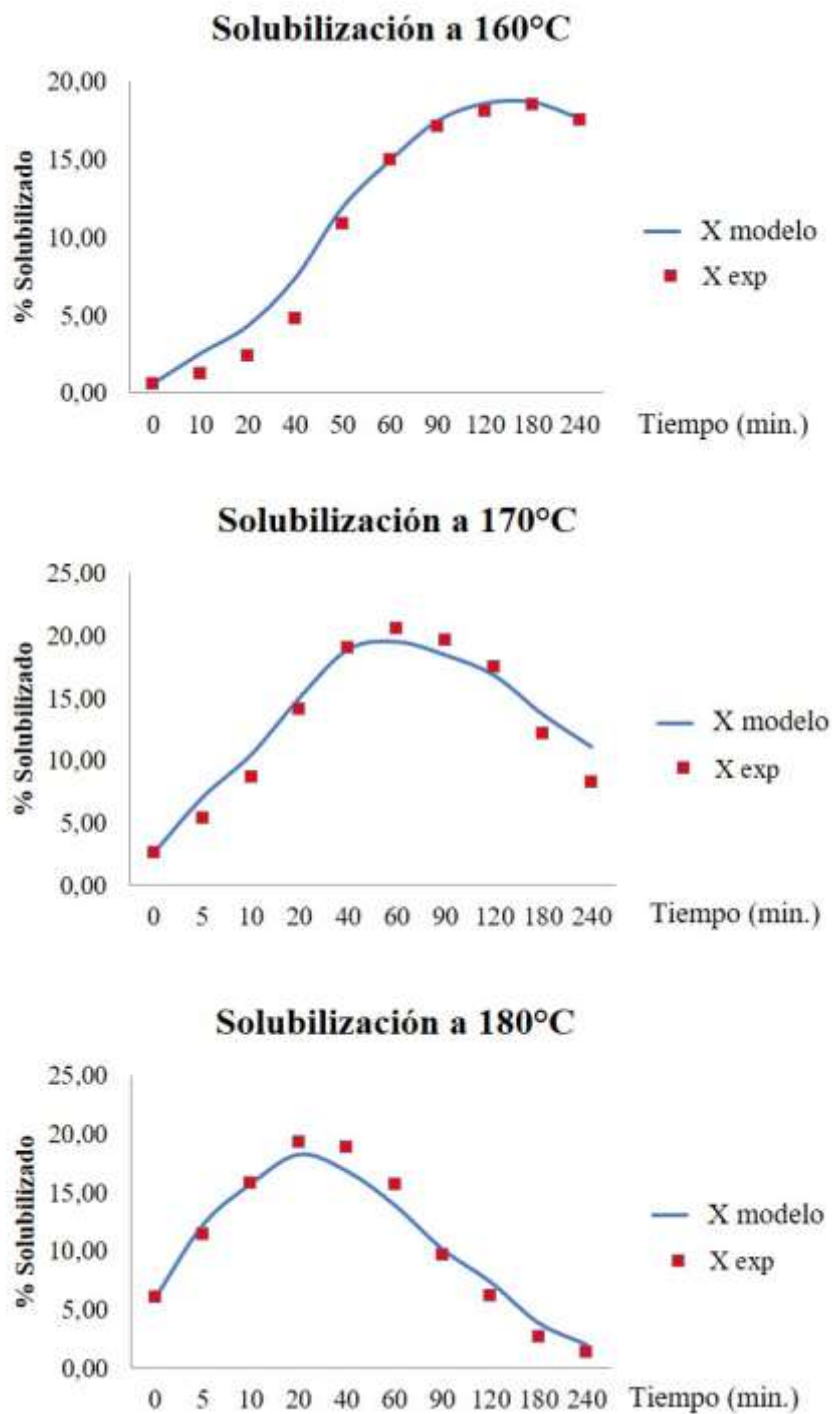 Solubilización a 160°C
20,00
15,00
10,00
5,00
0,00
% Solubilizado
0 10 20 40 50 60 90 120 180 240
Tiempo (min.)
X modelo
X exp
Solubilización a 170°C
25,00
20,00
15,00
10,00
5,00
0,00
% Solubilizado
0 5 10 20 40 60 90 120 180 240
Tiempo (min.)
X modelo
X exp
Solubilización a 180°C
25,00
20,00
15,00
10,00
5,00
0,00
% Solubilizado
0 5 10 20 40 60 90 120 180 240
Tiempo (min.)
X modelo
X exp